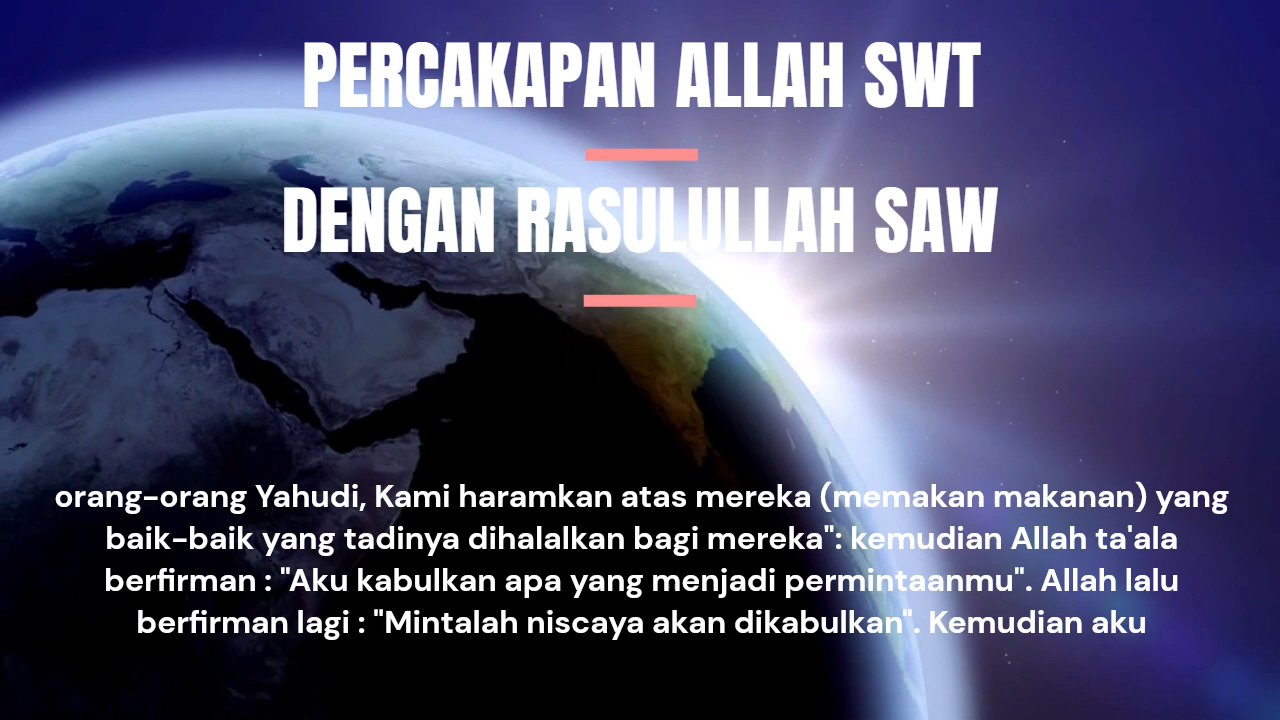 PERCAKAPAN ALLAH SWT
DENGAN RASULULLAH SAW
orang-orang Yahudi, Kami haramkan atas mereka (memakan makanan) yang
baik-baik yang tadinya dihalalkan bagi mereka": kemudian Allah ta'ala
berfirman : "Aku kabulkan apa yang menjadi permintaanmu". Allah lalu
berfirman lagi : "Mintalah niscaya akan dikabulkan". Kemudian aku